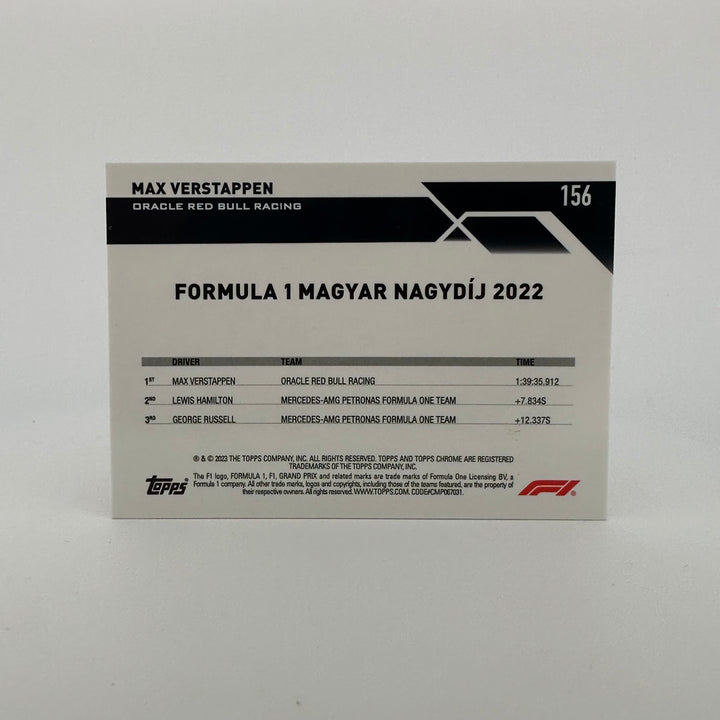 MAX VERSTAPPEN
ORACLE RED BULL RACING
156
FORMULA 1 MAGYAR NAGYDÍJ 2022
DRIVER TEAM TIME
1ST MAX VERSTAPPEN ORACLE RED BULL RACING 1:39:35.912
2ND LEWIS HAMILTON MERCEDES-AMG PETRONAS FORMULA ONE TEAM +7.834S
3RD GEORGE RUSSELL MERCEDES-AMG PETRONAS FORMULA ONE TEAM +12.337S
® & © 2023 THE TOPPS COMPANY, INC. ALL RIGHTS RESERVED. TOPPS AND TOPPS CHROME ARE REGISTERED
TRADEMARKS OF THE TOPPS COMPANY, INC.
The F1 logo, FORMULA 1, F1, GRAND PRIX and related marks are trade marks of Formula One Licensing BV, a
Formula 1 company. All other trade marks, logos and copyrights, including those of the teams featured, are the property of
their respective owners. All rights reserved. WWW.TOPPS.COM. CODE#CMP067031.
Topps
F1